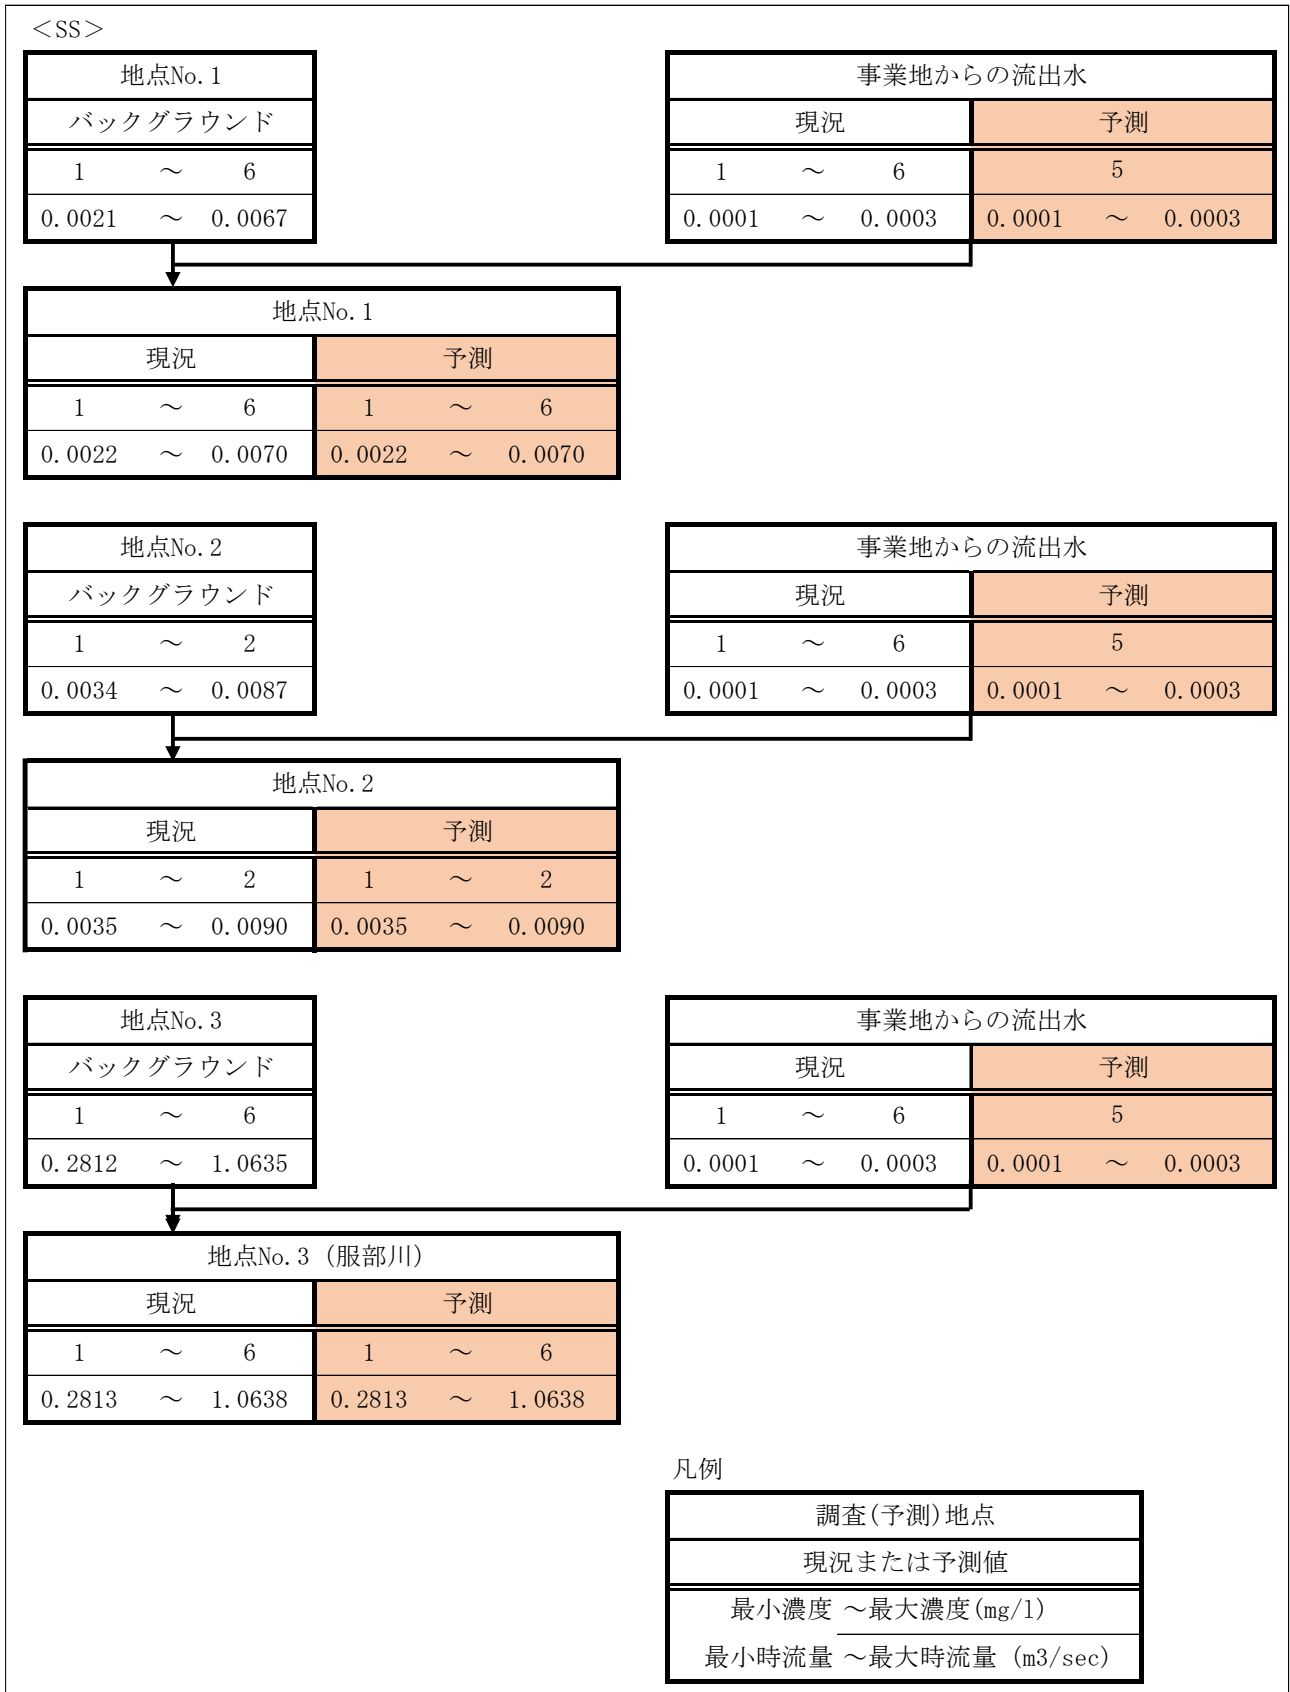 ＜SS＞
地点No.1 事業地からの流出水
バックグラウンド 現況 予測
1 ～ 6 1 ～ 6 5
0.0021 ～ 0.0067 0.0001 ～ 0.0003 0.0001 ～ 0.0003
地点No.1
現況 予測
1 ～ 6 1 ～ 6
0.0022 ～ 0.0070 0.0022 ～ 0.0070
地点No.2 事業地からの流出水
バックグラウンド 現況 予測
1 ～ 2 1 ～ 6 5
0.0034 ～ 0.0087 0.0001 ～ 0.0003 0.0001 ～ 0.0003
地点No.2
現況 予測
1 ～ 2 1 ～ 2
0.0035 ～ 0.0090 0.0035 ～ 0.0090
地点No.3 事業地からの流出水
バックグラウンド 現況 予測
1 ～ 6 1 ～ 6 5
0.2812 ～ 1.0635 0.0001 ～ 0.0003 0.0001 ～ 0.0003
地点No.3 (服部川)
現況 予測
1 ～ 6 1 ～ 6
0.2813 ～ 1.0638 0.2813 ～ 1.0638
凡例
調査(予測)地点
現況または予測値
最小濃度 ～最大濃度(mg/l)
最小時流量 ～最大時流量 (m3/sec)